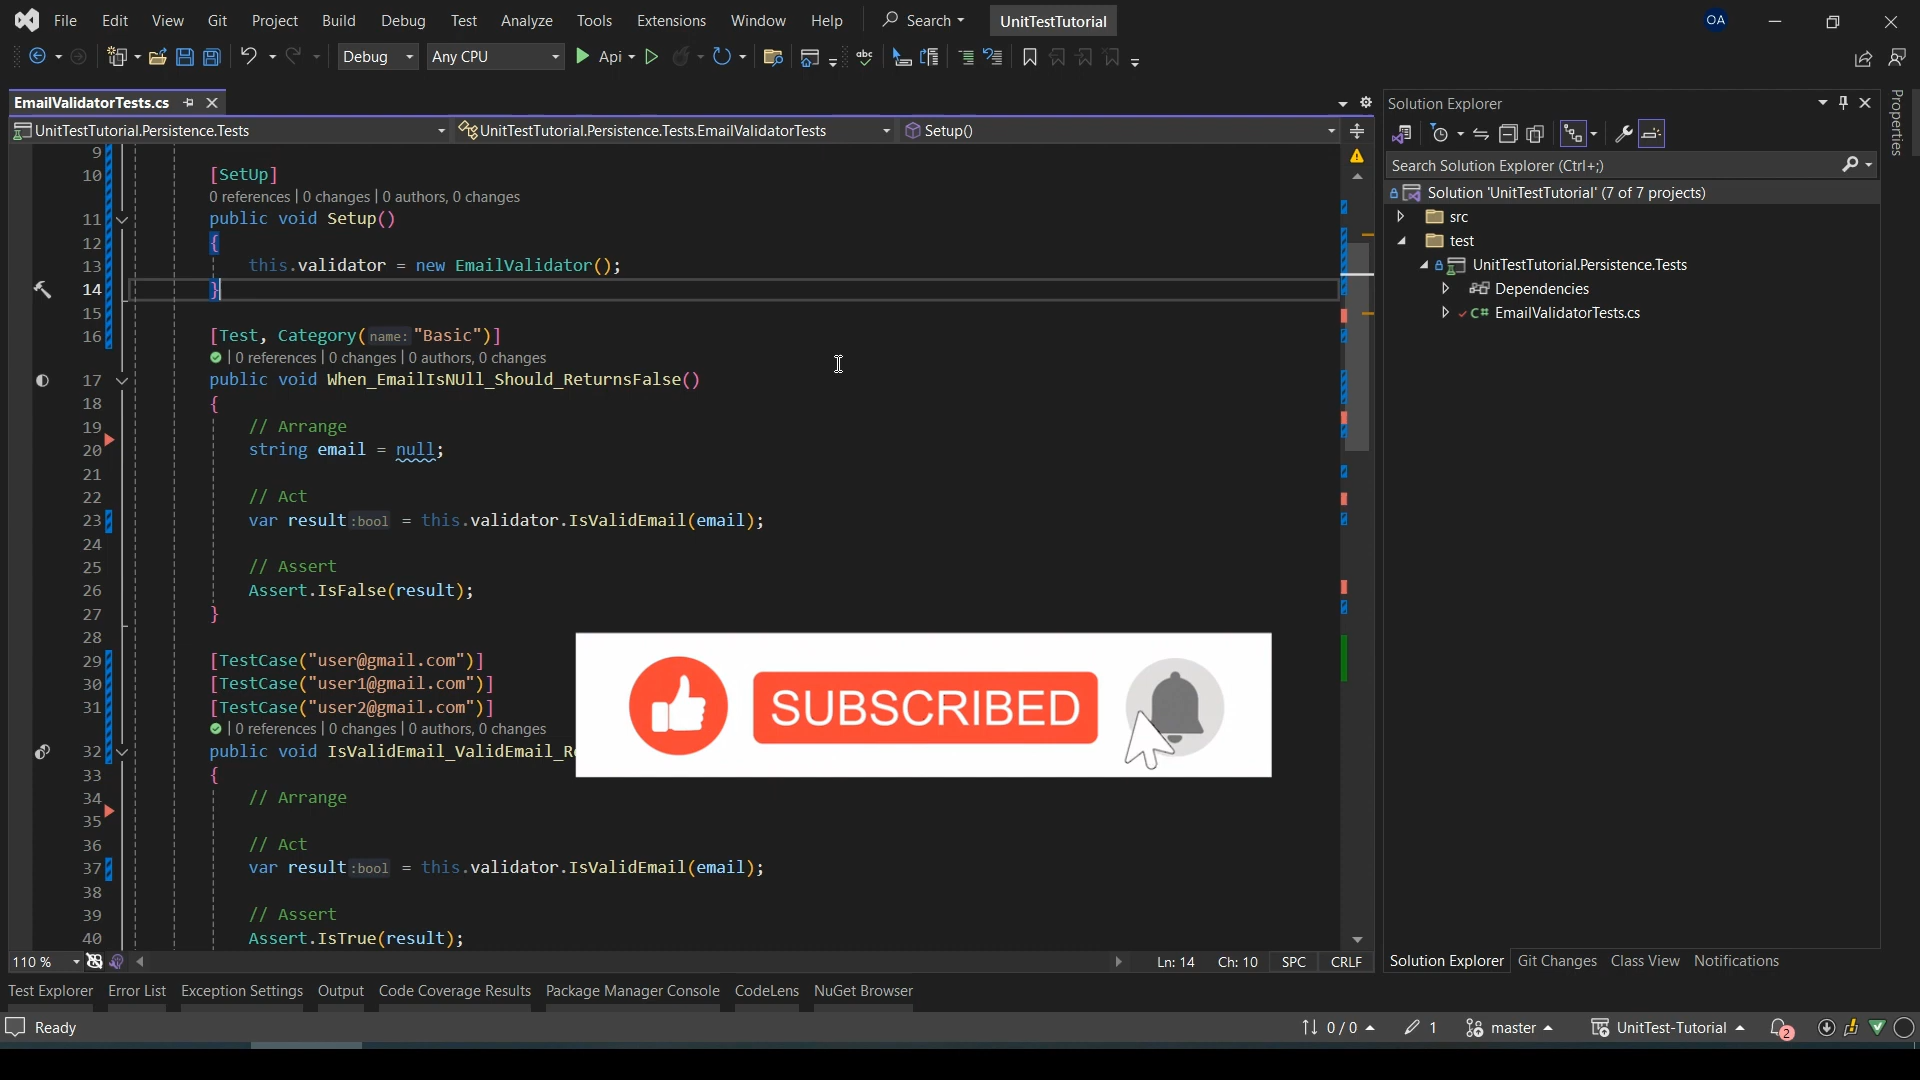 File Edit View Git Project Build Debug Test Analyze Tools Extensions Window Help Search UnitTestTutorial OA
Debug Any CPU Api abc
EmailValidatorTests.cs
UnitTestTutorial.Persistence.Tests UnitTestTutorial.Persistence.Tests.EmailValidatorTests Setup()
9
10 [SetUp]
0 references | 0 changes | 0 authors, 0 changes
11 public void Setup()
12 {
13 this.validator = new EmailValidator();
14 }
15
16 [Test, Category(name: "Basic")]
0 references | 0 changes | 0 authors, 0 changes
17 public void When_EmailIsNUll_Should_ReturnsFalse()
18 {
19 // Arrange
20 string email = null;
21
22 // Act
23 var result:bool = this.validator.IsValidEmail(email);
24
25 // Assert
26 Assert.IsFalse(result);
27 }
28
29 [TestCase("user@gmail.com")]
30 [TestCase("user1@gmail.com")]
31 [TestCase("user2@gmail.com")]
0 references | 0 changes | 0 authors, 0 changes
32 public void IsValidEmail_ValidEmail_Re
33 {
34 // Arrange
35
36 // Act
37 var result:bool = this.validator.IsValidEmail(email);
38
39 // Assert
40 Assert.IsTrue(result);
SUBSCRIBED
110 % Ln: 14 Ch: 10 SPC CRLF
Solution Explorer
Search Solution Explorer (Ctrl+;)
Solution 'UnitTestTutorial' (7 of 7 projects)
src
test
UnitTestTutorial.Persistence.Tests
Dependencies
C# EmailValidatorTests.cs
Solution Explorer Git Changes Class View Notifications
Properties
Test Explorer Error List Exception Settings Output Code Coverage Results Package Manager Console CodeLens NuGet Browser
Ready 0 / 0 1 master UnitTest-Tutorial 2